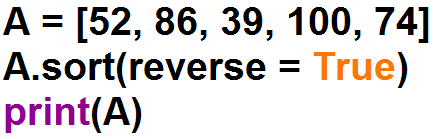 A = [52, 86, 39, 100, 74]
A.sort(reverse = True)
print(A)